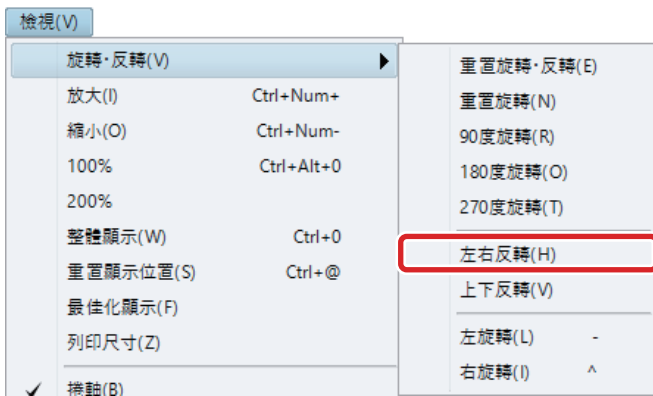 檢視(V)
旋轉·反轉(V)
放大(I) Ctrl+Num+
縮小(O) Ctrl+Num-
100% Ctrl+Alt+0
200%
整體顯示(W) Ctrl+0
重置顯示位置(S) Ctrl+@
最佳化顯示(F)
列印尺寸(Z)
捲軸(B)
重置旋轉·反轉(E)
重置旋轉(N)
90度旋轉(R)
180度旋轉(O)
270度旋轉(T)
左右反轉(H)
上下反轉(V)
左旋轉(L) -
右旋轉(I) ^